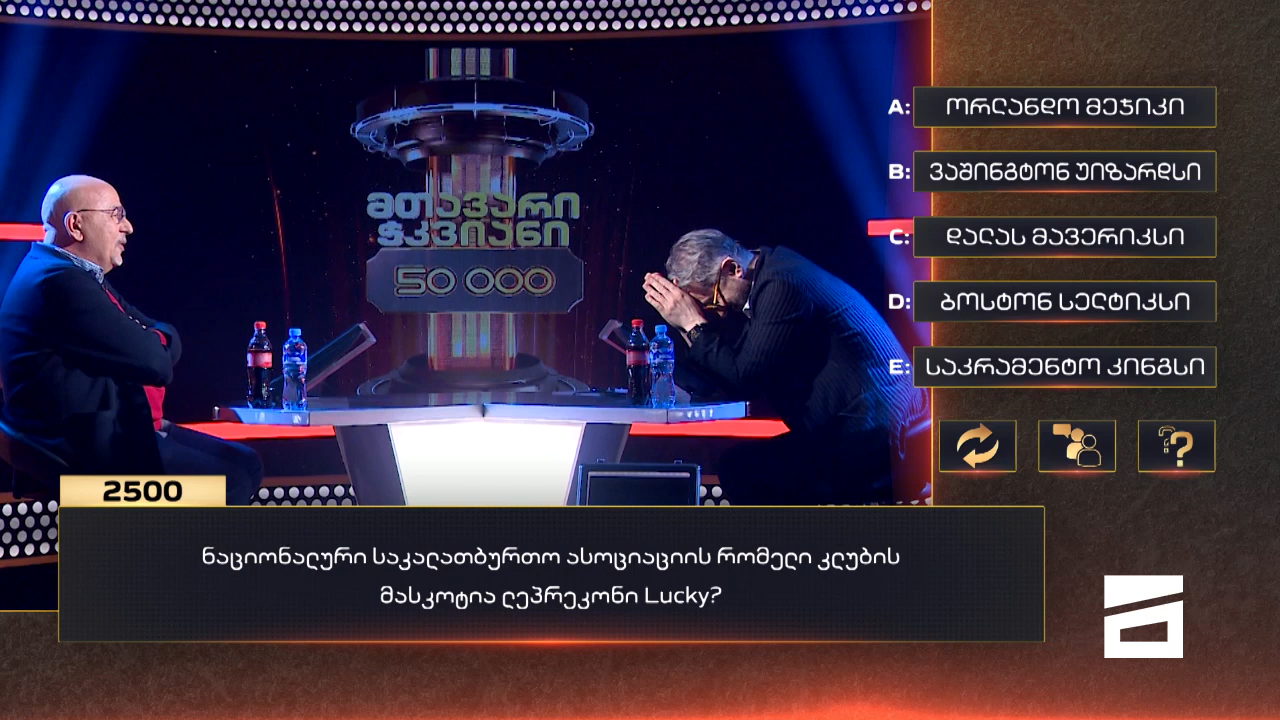 მთავარი
ჭკვიანი
50 000
A: ორლანდო მეჯიკი
B: ვაშინგტონ უიზარდსი
C: დალას მავერიკსი
D: ბოსტონ სელტიკსი
E: საკრამენტო კინგსი
2500
ნაციონალური საკალათბურთო ასოციაციის რომელი კლუბის
მასკოტია ლეპრეკონი Lucky?